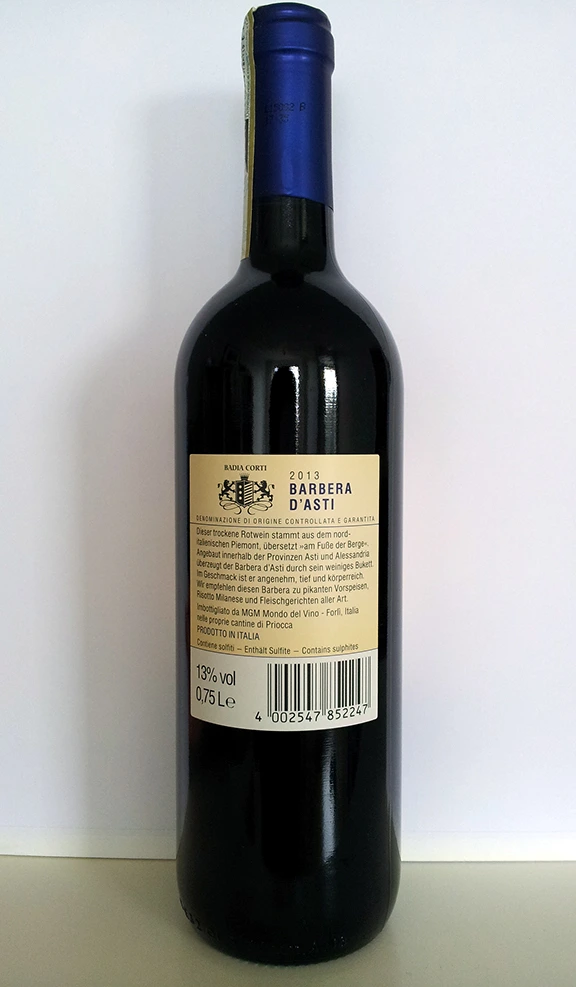 BADIA CORTI
2013
BARBERA
D'ASTI
DENOMINAZIONE DI ORIGINE CONTROLLATA E GARANTITA
Dieser trockene Rotwein stammt aus dem nord-
italienischen Piemont, übersetzt »am Fuße der Berge«.
Angebaut innerhalb der Provinzen Asti und Alessandria
überzeugt der Barbera d'Asti durch sein weiniges Bukett.
Im Geschmack ist er angenehm, tief und körperreich.
Wir empfehlen diesen Barbera zu pikanten Vorspeisen,
Risotto Milanese und Fleischgerichten aller Art.
Imbottigliato da MGM Mondo del Vino - Forlì, Italia
nelle proprie cantine di Priocca
PRODOTTO IN ITALIA
Contiene solfiti – Enthält Sulfite – Contains sulphites
13% vol
0,75 L e
4 002547 852247